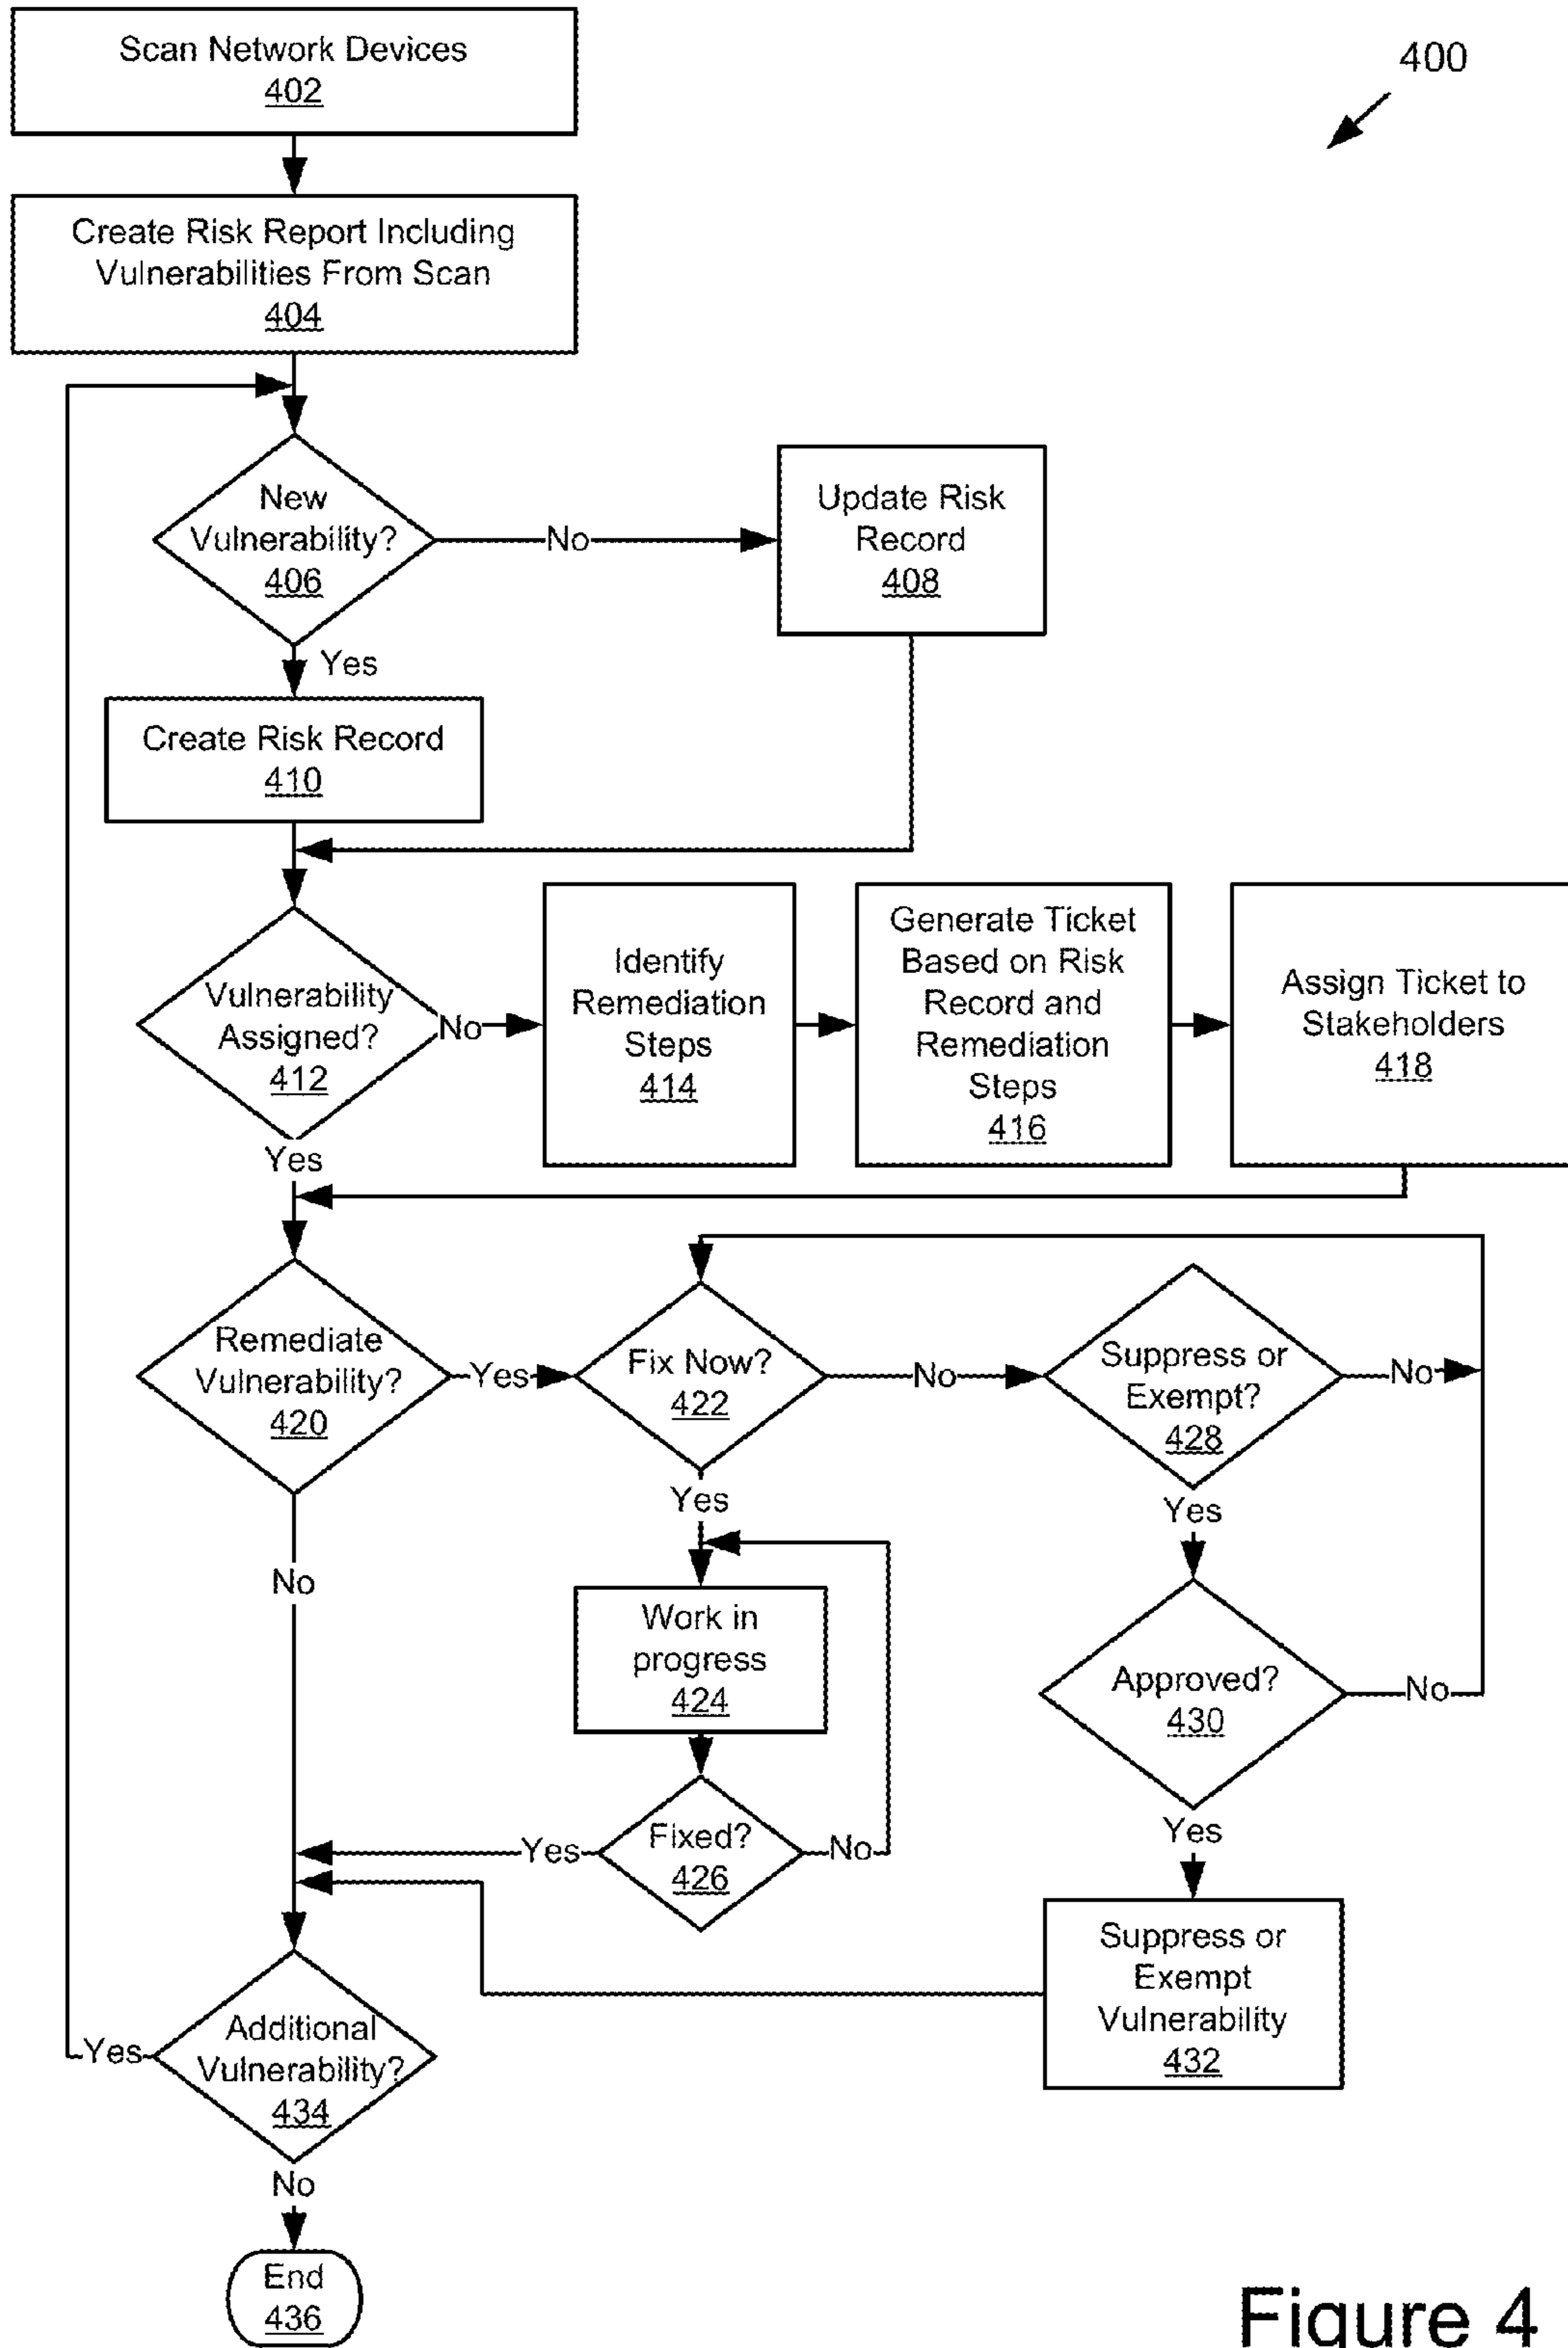 Scan Network Devices
402
400
Create Risk Report Including
Vulnerabilities From Scan
404
New
Vulnerability?
406
No
Update Risk
Record
408
Yes
Create Risk Record
410
Vulnerability
Assigned?
412
No
Identify
Remediation
Steps
414
Generate Ticket
Based on Risk
Record and
Remediation
Steps
416
Assign Ticket to
Stakeholders
418
Yes
Remediate
Vulnerability?
420
Yes
Fix Now?
422
No
Suppress or
Exempt?
428
No
Yes
Yes
No
Work in
progress
424
Approved?
430
No
Fixed?
426
Yes
No
Yes
Suppress or
Exempt
Vulnerability
432
Additional
Vulnerability?
434
Yes
No
End
436
Figure 4